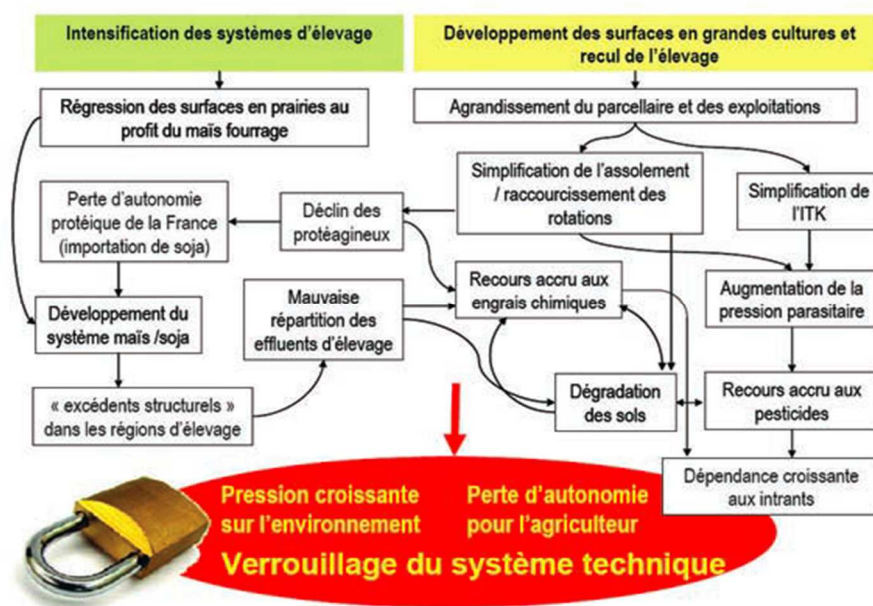 Intensification des systèmes d'élevage
Développement des surfaces en grandes cultures et
recul de l'élevage
Régression des surfaces en prairies au
profit du maïs fourrage
Agrandissement du parcellaire et des exploitations
Perte d'autonomie
protéique de la France
(importation de soja)
Déclin des
protéagineux
Simplification de l'assolement
/ raccourcissement des
rotations
Simplification de
l'ITK
Développement du
système maïs /soja
Mauvaise
répartition des
effluents d'élevage
Recours accru aux
engrais chimiques
Augmentation de la
pression parasitaire
« excédents structurels »
dans les régions d'élevage
Dégradation
des sols
Recours accru aux
pesticides
Dépendance croissante
aux intrants
Pression croissante
sur l'environnement
Perte d'autonomie
pour l'agriculteur
Verrouillage du système technique